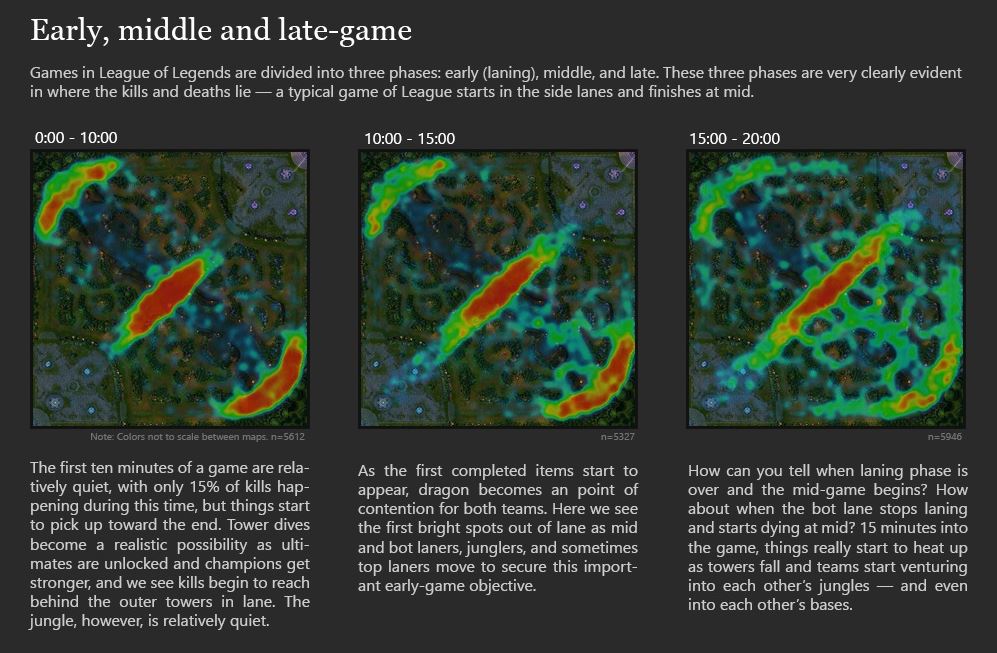 Early, middle and late-game
Games in League of Legends are divided into three phases: early (laning), middle, and late. These three phases are very clearly evident
in where the kills and deaths lie — a typical game of League starts in the side lanes and finishes at mid.
0:00 - 10:00
Note: Colors not to scale between maps. n=5612
The first ten minutes of a game are rela-
tively quiet, with only 15% of kills hap-
pening during this time, but things start
to pick up toward the end. Tower dives
become a realistic possibility as ulti-
mates are unlocked and champions get
stronger, and we see kills begin to reach
behind the outer towers in lane. The
jungle, however, is relatively quiet.
10:00 - 15:00
n=5327
As the first completed items start to
appear, dragon becomes an point of
contention for both teams. Here we see
the first bright spots out of lane as mid
and bot laners, junglers, and sometimes
top laners move to secure this import-
ant early-game objective.
15:00 - 20:00
n=5946
How can you tell when laning phase is
over and the mid-game begins? How
about when the bot lane stops laning
and starts dying at mid? 15 minutes into
the game, things really start to heat up
as towers fall and teams start venturing
into each other's jungles — and even
into each other's bases.